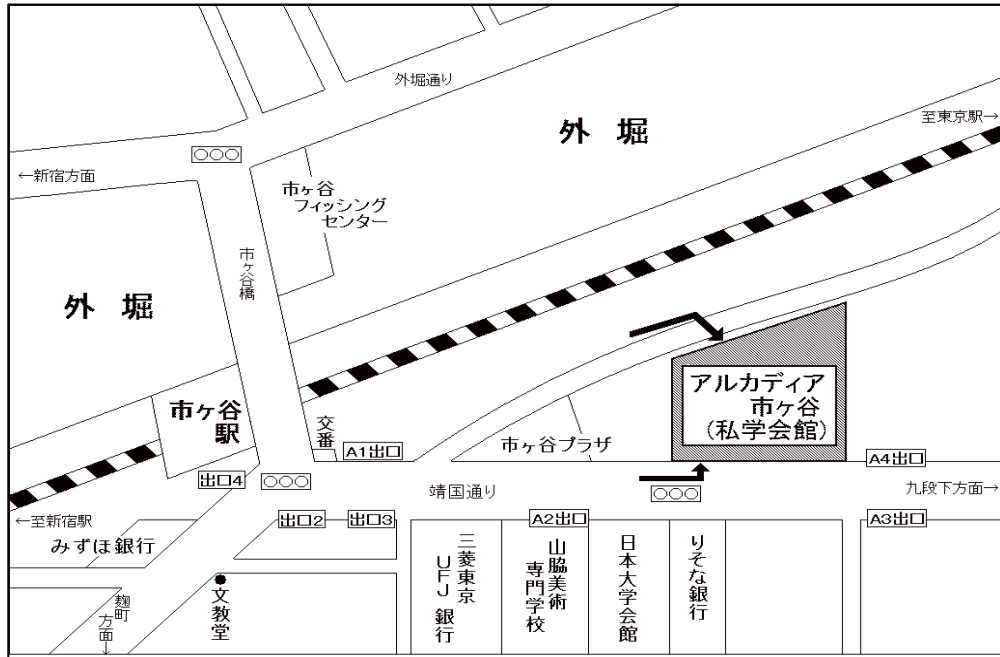 外堀通り
外 堀
至東京駅→
○○○
←新宿方面
市ヶ谷
フィッシング
センター
市ヶ谷橋
外 堀
アルカディア
市ヶ谷
(私学会館)
市ヶ谷
駅
交番
A1出口
市ヶ谷プラザ
A4出口
出口4
○○○
靖国通り
○○○
九段下方面→
←至新宿駅
出口2
出口3
A2出口
A3出口
みずほ銀行
三菱東京
UFJ 銀行
山脇美術
専門学校
日本大学会館
りそな銀行
文教堂
麹町
方面→